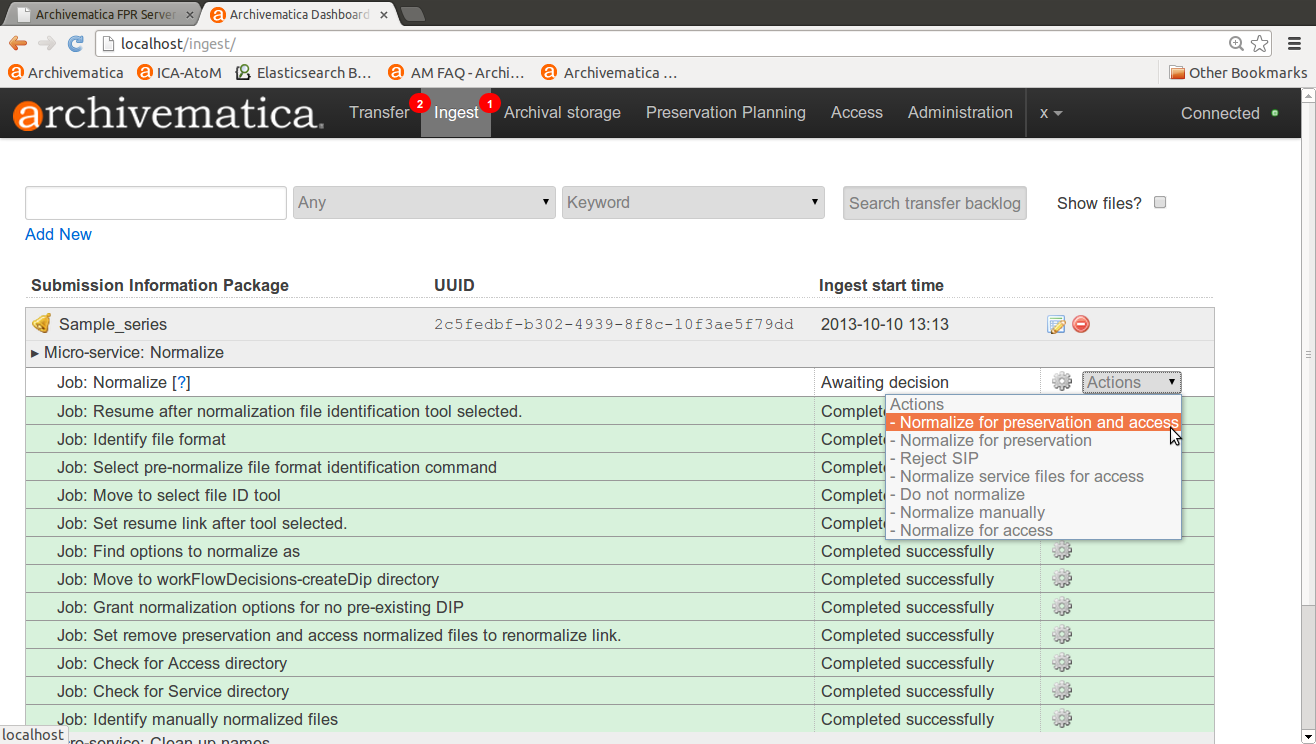 Archivematica FPR Server
Archivematica Dashboard
localhost/ingest/
Archivematica
ICA-AtoM
Elasticsearch B...
AM FAQ - Archi...
Archivematica ...
Other Bookmarks
archivematica.
Transfer 2
Ingest 1
Archival storage
Preservation Planning
Access
Administration
x
Connected
Any
Keyword
Search transfer backlog
Show files?
Add New
Submission Information Package UUID Ingest start time
Sample_series 2c5fedbf-b302-4939-8f8c-10f3ae5f79dd 2013-10-10 13:13
Micro-service: Normalize
Job: Normalize [?] Awaiting decision Actions
Actions
- Normalize for preservation and access
- Normalize for preservation
- Reject SIP
- Normalize service files for access
- Do not normalize
- Normalize manually
- Normalize for access
Job: Resume after normalization file identification tool selected. Complete
Job: Identify file format Complete
Job: Select pre-normalize file format identification command Complete
Job: Move to select file ID tool Complete
Job: Set resume link after tool selected. Complete
Job: Find options to normalize as Completed successfully
Job: Move to workFlowDecisions-createDip directory Completed successfully
Job: Grant normalization options for no pre-existing DIP Completed successfully
Job: Set remove preservation and access normalized files to renormalize link. Completed successfully
Job: Check for Access directory Completed successfully
Job: Check for Service directory Completed successfully
Job: Identify manually normalized files Completed successfully
localhost
ro-service: Clean up names